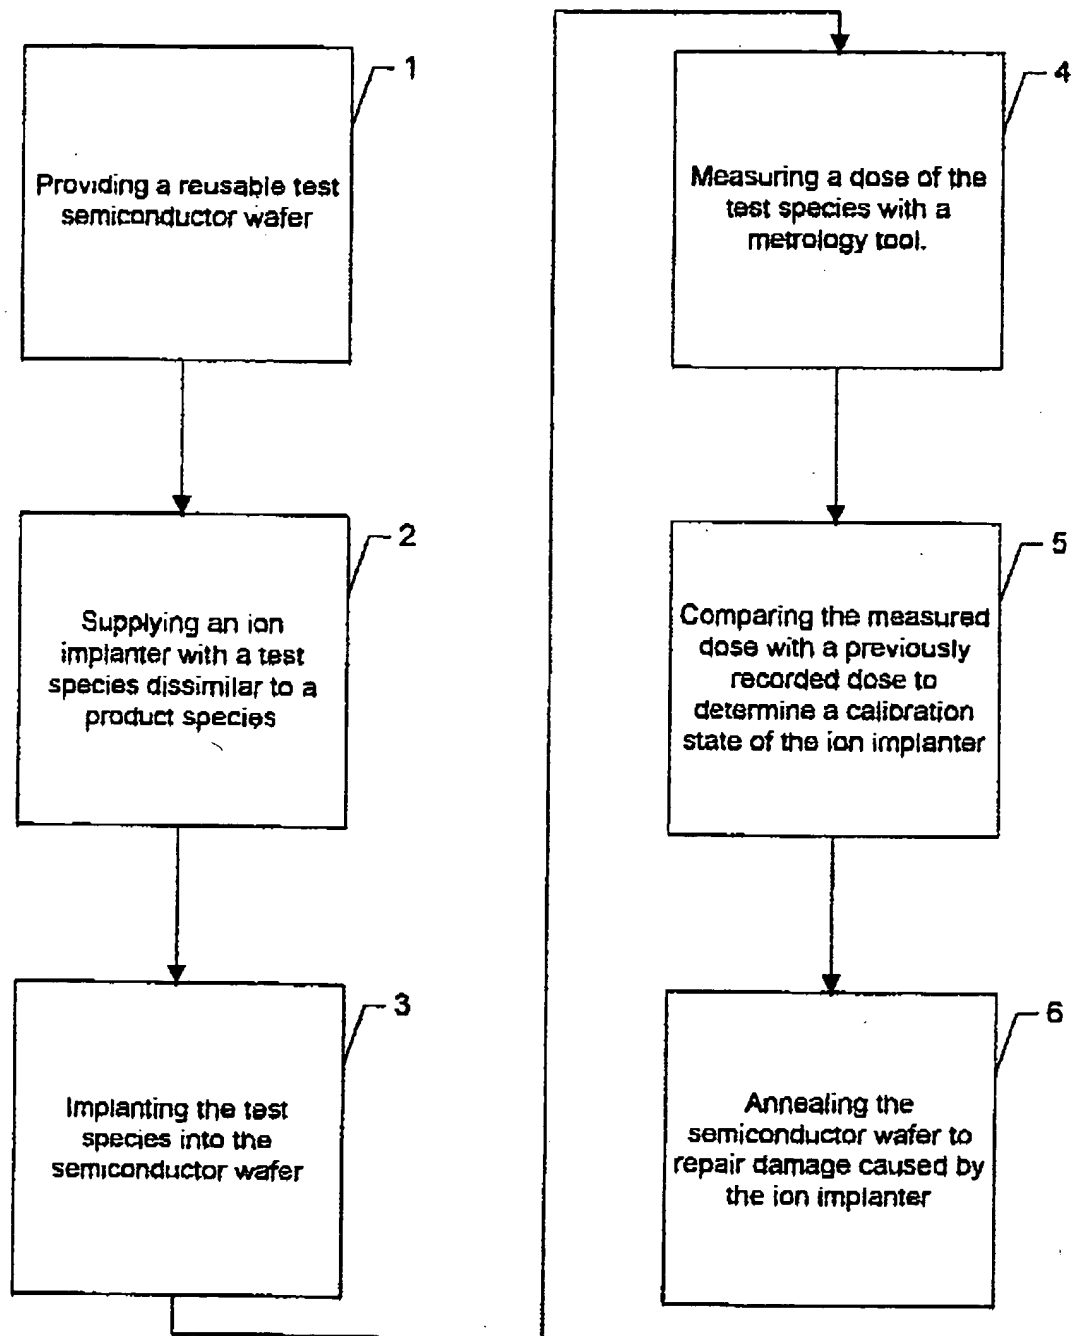 1
Providing a reusable test
semiconductor wafer
2
Supplying an ion
implanter with a test
species dissimilar to a
product species
3
Implanting the test
species into the
semiconductor wafer
4
Measuring a dose of the
test species with a
metrology tool.
5
Comparing the measured
dose with a previously
recorded dose to
determine a calibration
state of the ion implanter
6
Annealing the
semiconductor wafer to
repair damage caused by
the ion implanter